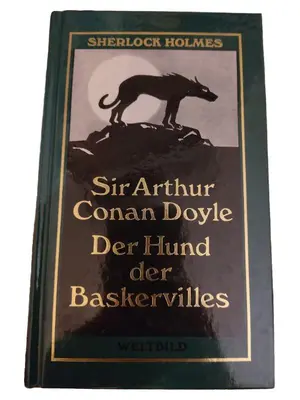 SHERLOCK HOLMES
Sir Arthur
Conan Doyle
Der Hund
der
Baskervilles
WELTBILD